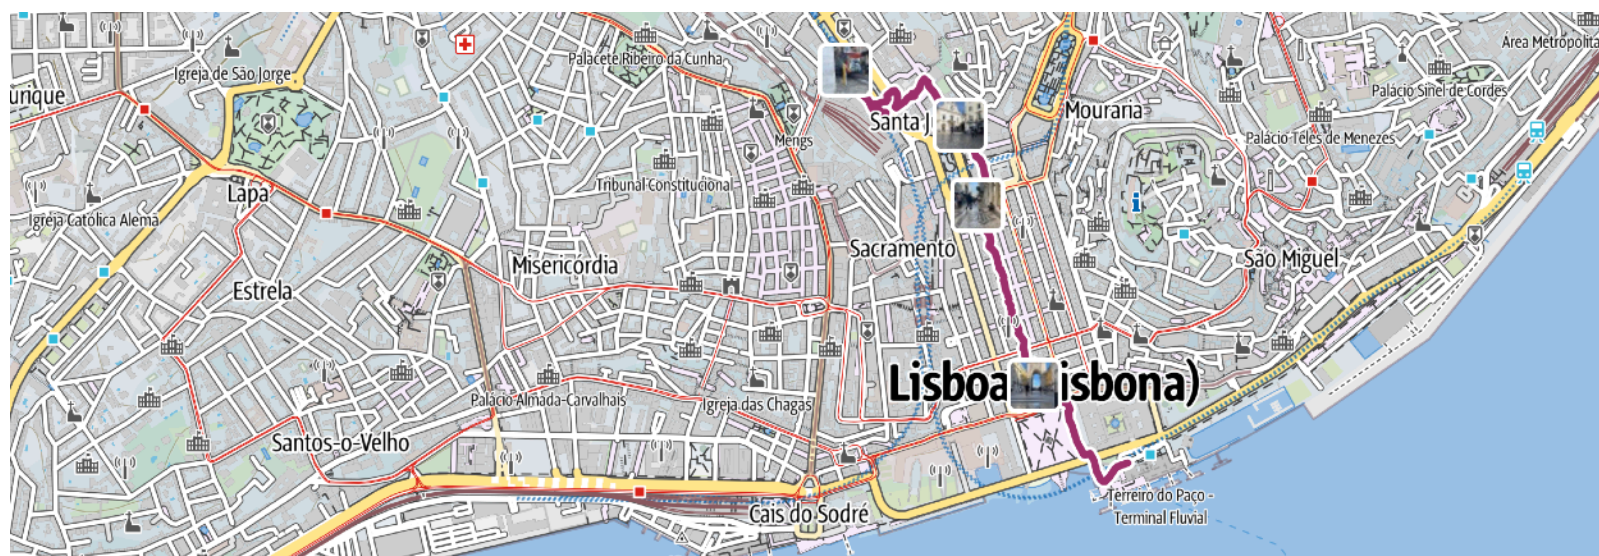 Igreja de São Jorge
urique
Palacete Ribeiro da Cunha
Área Metropolita
Palácio Sinel de Cordes
Mouraria
Santa J
Mengs
Palácio Teles de Menezes
Tribunal Constitucional
Lapa
Igreja Católica Alemã
Sacramento
São Miguel
Misericórdia
Estrela
Lisboa isbona)
Palácio Almada-Carvalhais
Igreja das Chagas
Santos-o-Velho
Terreiro do Paço -
Terminal Fluvial
Cais do Sodré